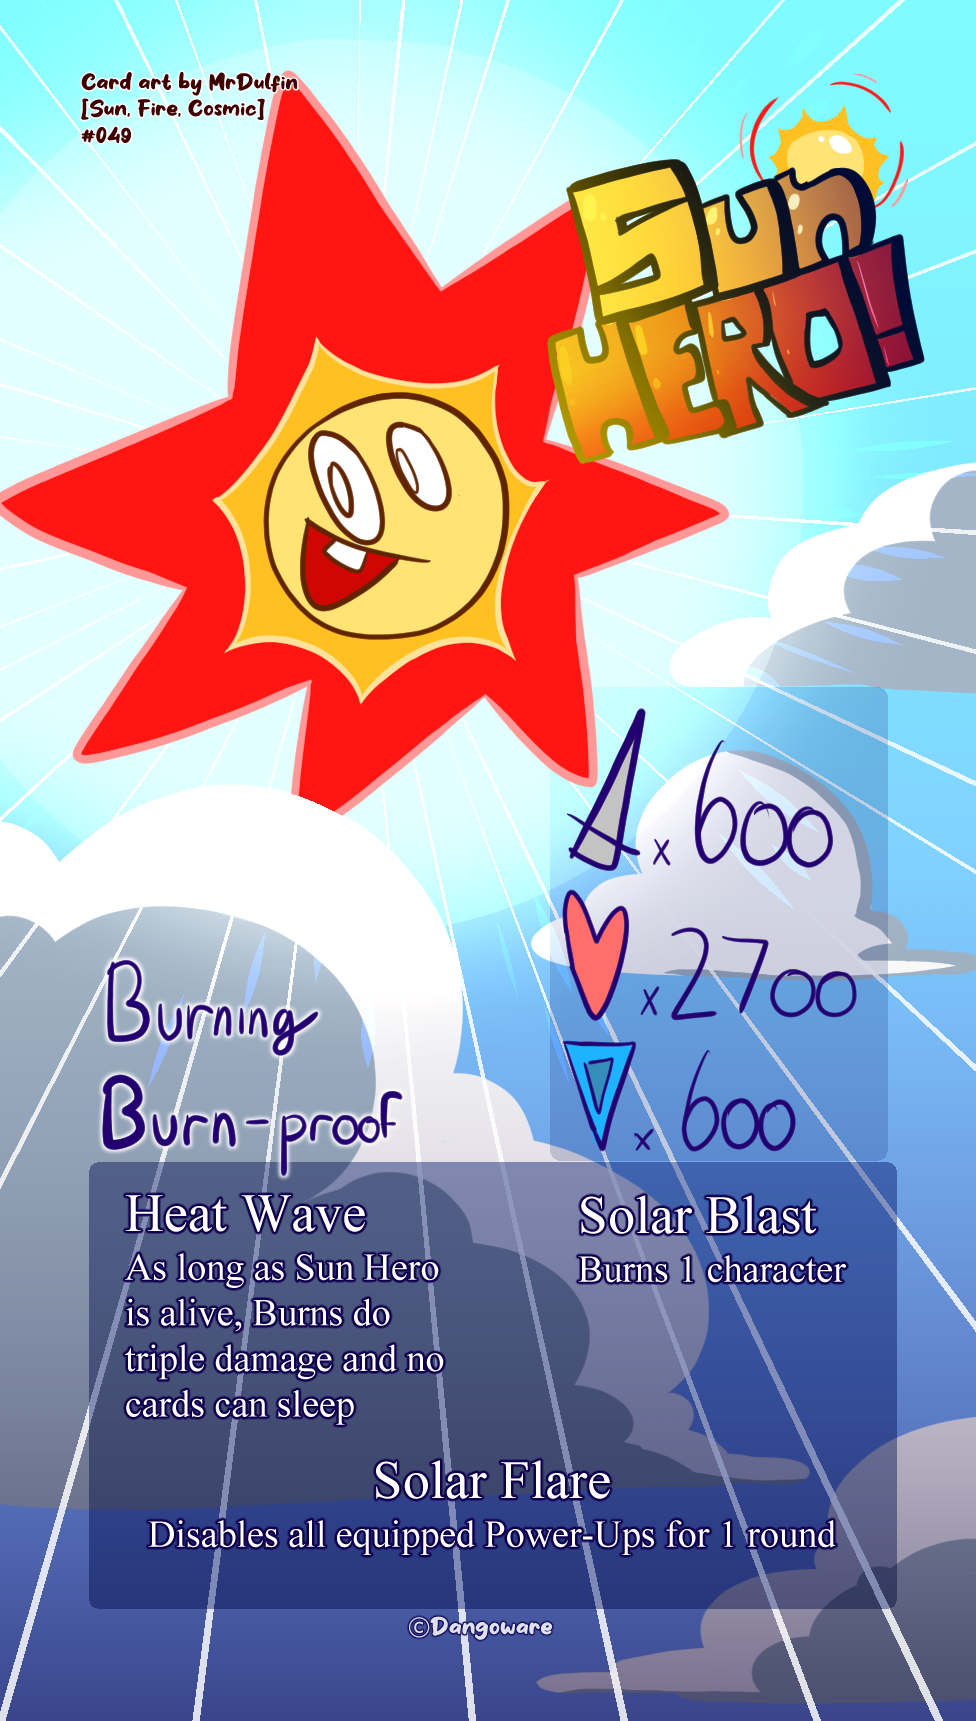 Card art by MrDulfin
[Sun, Fire, Cosmic]
#049
Sun
HERO!
x 600
x 2700
x 600
Burning
Burn-proof
Heat Wave
As long as Sun Hero
is alive, Burns do
triple damage and no
cards can sleep
Solar Blast
Burns 1 character
Solar Flare
Disables all equipped Power-Ups for 1 round
©Dangoware